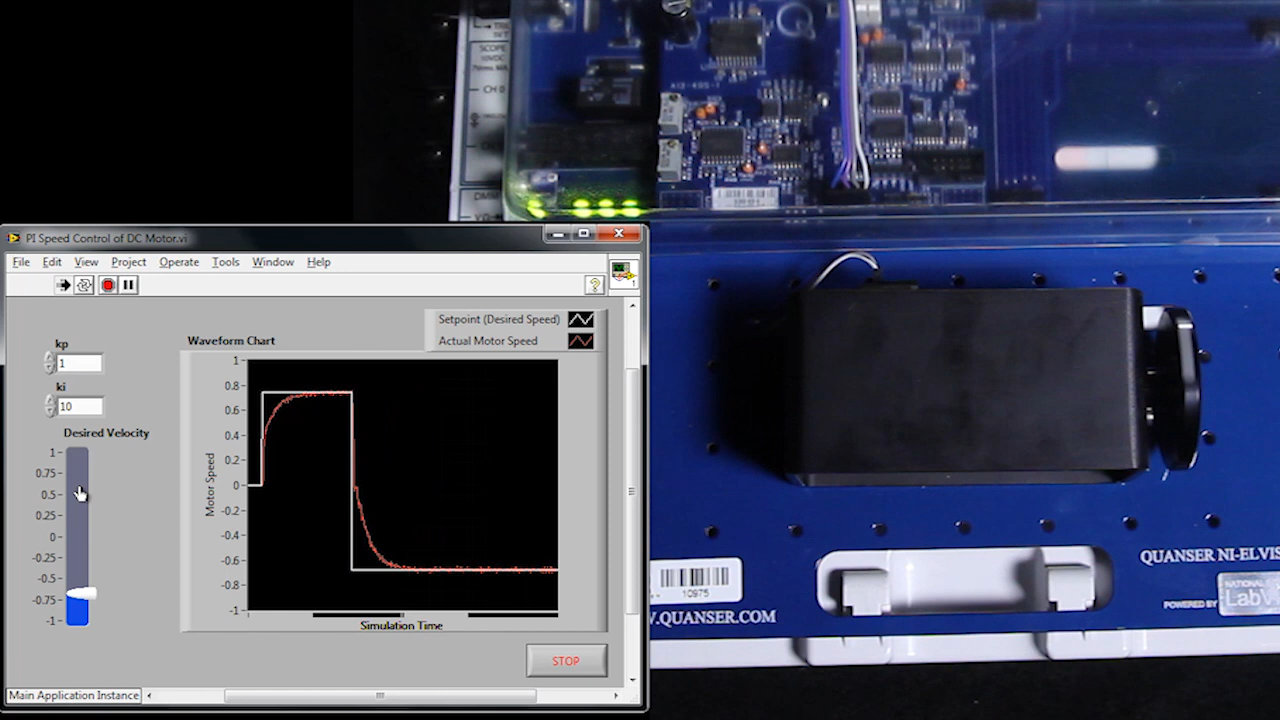 SCOPE
CH 0
PI Speed Control of DC Motor.vi
File Edit View Project Operate Tools Window Help
?
1
Setpoint (Desired Speed)
Actual Motor Speed
kp
1
ki
10
Desired Velocity
1
0.75
0.5
0.25
0
-0.25
-0.5
-0.75
-1
Waveform Chart
Motor Speed
1
0.8
0.6
0.4
0.2
0
-0.2
-0.4
-0.6
-0.8
-1
Simulation Time
STOP
Main Application Instance
10975
.QUANSER.COM
QUANSER NI-ELVIS
POWERED BY
NATIONAL
LabV